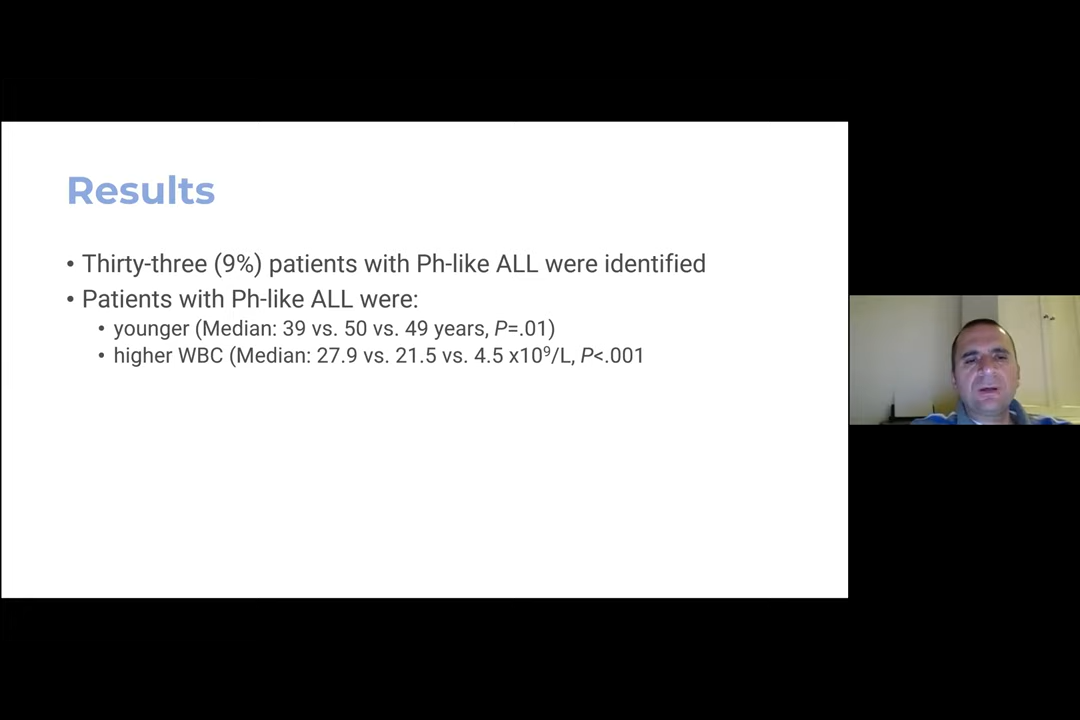 Results
• Thirty-three (9%) patients with Ph-like ALL were identified
• Patients with Ph-like ALL were:
• younger (Median: 39 vs. 50 vs. 49 years, P=.01)
• higher WBC (Median: 27.9 vs. 21.5 vs. 4.5 x10⁹/L, P<.001